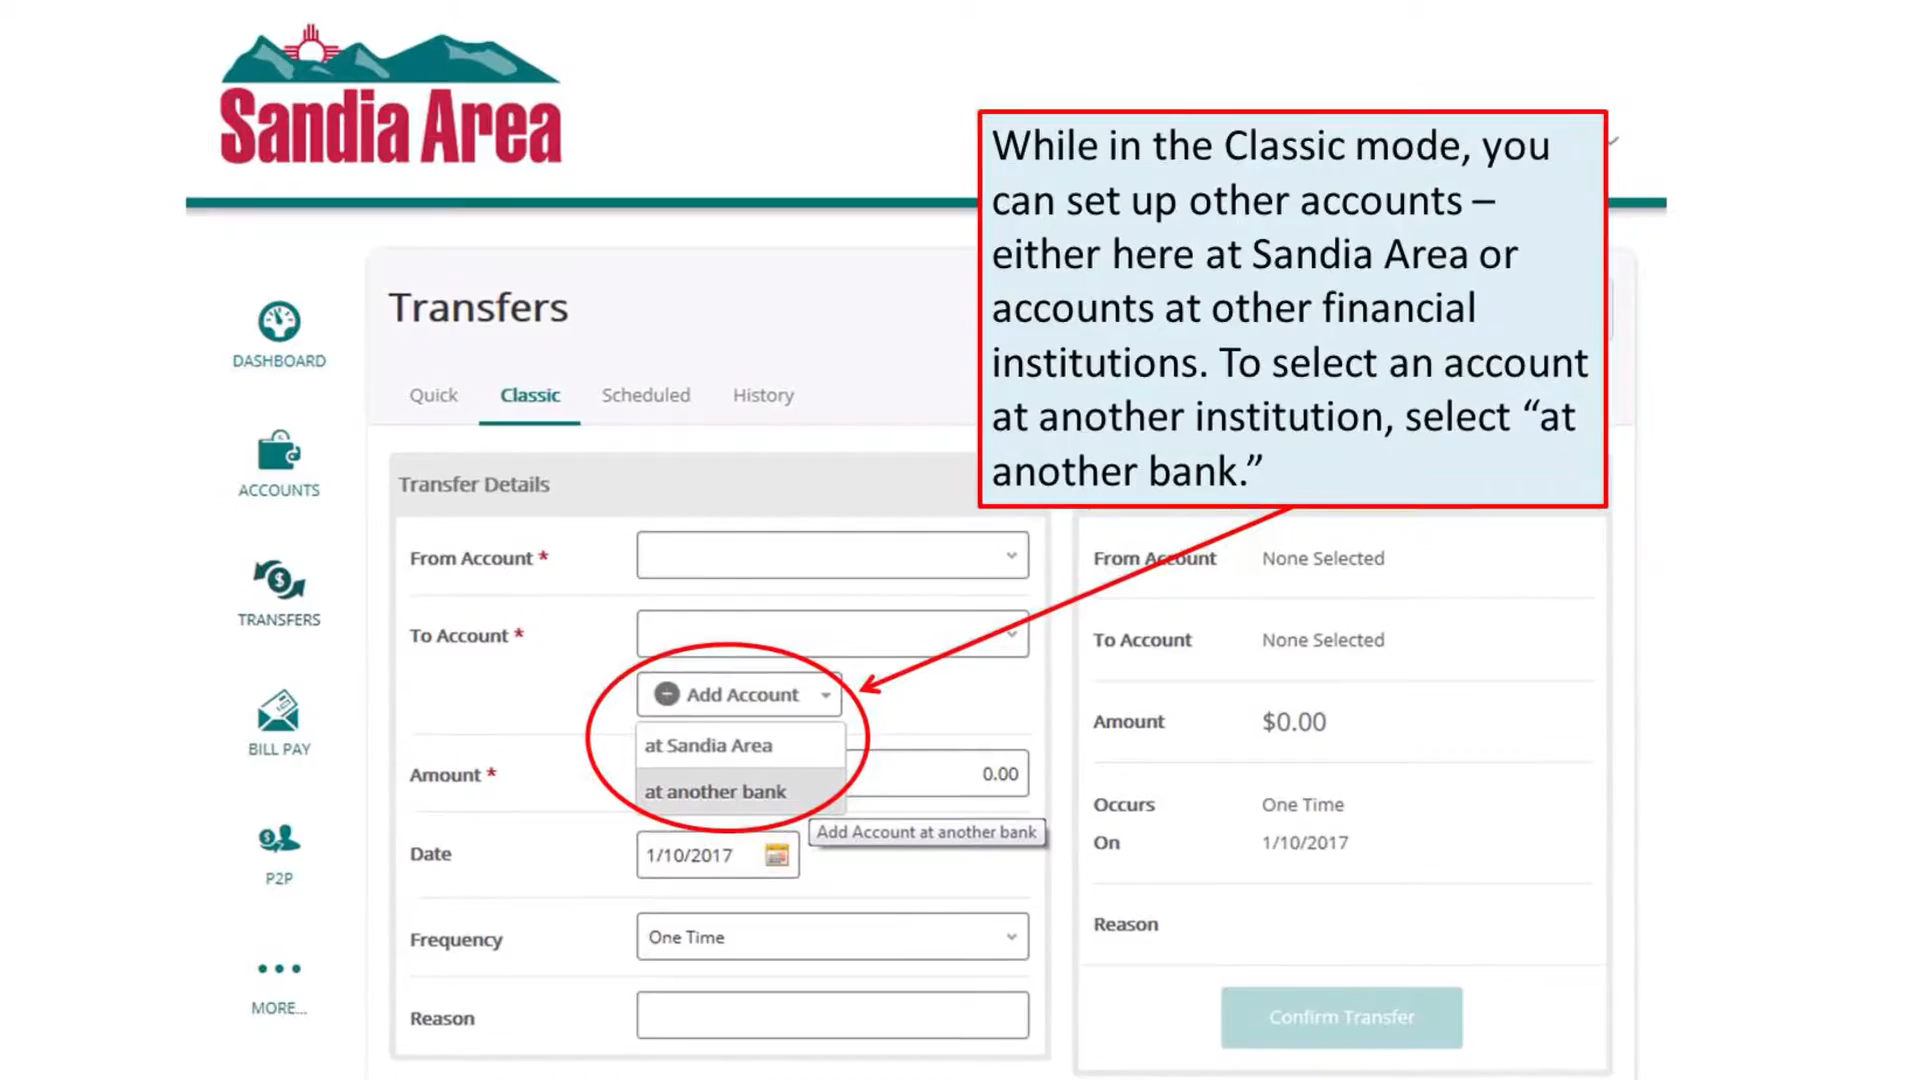 Sandia Area
While in the Classic mode, you
can set up other accounts –
either here at Sandia Area or
accounts at other financial
institutions. To select an account
at another institution, select “at
another bank.”
Transfers
Quick Classic Scheduled History
DASHBOARD
ACCOUNTS
TRANSFERS
BILL PAY
P2P
MORE...
Transfer Details
From Account *
To Account *
Add Account
at Sandia Area
at another bank
Add Account at another bank
Amount * 0.00
Date 1/10/2017
Frequency One Time
Reason
From Account None Selected
To Account None Selected
Amount $0.00
Occurs One Time
On 1/10/2017
Reason
Confirm Transfer